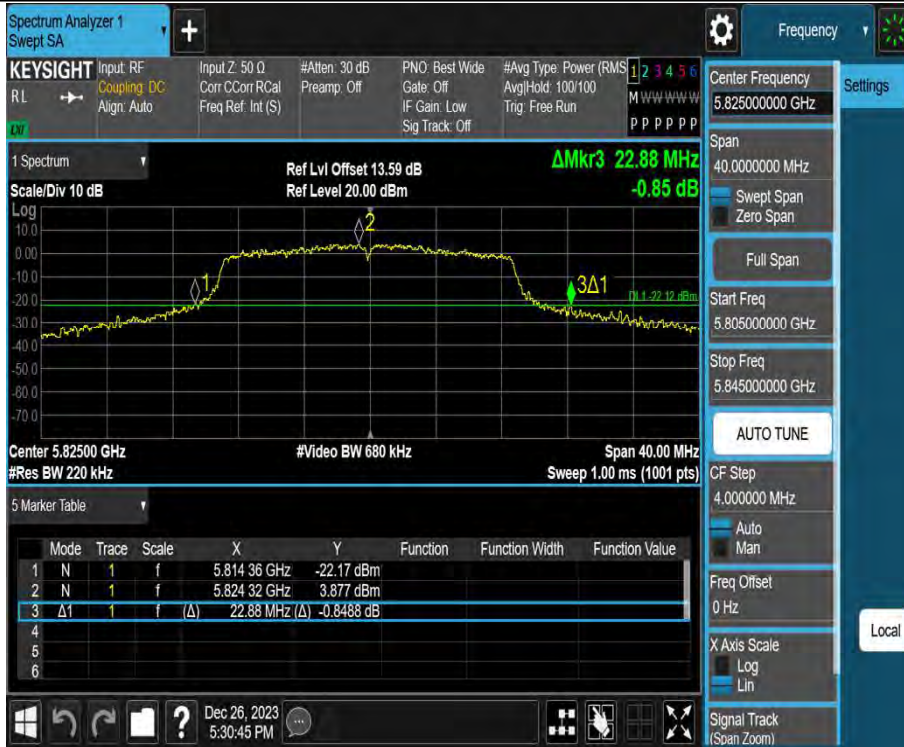 Spectrum Analyzer 1
Swept SA
+
Frequency
KEYSIGHT
RL
Input: RF
Coupling: DC
Align: Auto
Input Z: 50 Ω
Corr CCorr RCal
Freq Ref: Int (S)
#Atten: 30 dB
Preamp: Off
PNO: Best Wide
Gate: Off
IF Gain: Low
Sig Track: Off
#Avg Type: Power (RMS
Avg|Hold: 100/100
Trig: Free Run
1 2 3 4 5 6
M W W W W W
P P P P P P
Center Frequency
5.825000000 GHz
Settings
Span
40.0000000 MHz
Swept Span
Zero Span
Full Span
Start Freq
5.805000000 GHz
Stop Freq
5.845000000 GHz
AUTO TUNE
CF Step
4.000000 MHz
Auto
Man
Freq Offset
0 Hz
X Axis Scale
Log
Lin
Signal Track
(Span Zoom)
Local
1 Spectrum
Scale/Div 10 dB
Ref Lvl Offset 13.59 dB
Ref Level 20.00 dBm
ΔMkr3 22.88 MHz
-0.85 dB
Log
10.0
0.00
-10.0
-20.0
-30.0
-40.0
-50.0
-60.0
-70.0
1
2
3Δ1
DL1 -22.12 dBm
Center 5.82500 GHz
#Video BW 680 kHz
Span 40.00 MHz
#Res BW 220 kHz
Sweep 1.00 ms (1001 pts)
5 Marker Table
Mode Trace Scale X Y Function Function Width Function Value
1 N 1 f 5.814 36 GHz -22.17 dBm
2 N 1 f 5.824 32 GHz 3.877 dBm
3 Δ1 1 f (Δ) 22.88 MHz (Δ) -0.8488 dB
4
5
6
?
Dec 26, 2023
5:30:45 PM